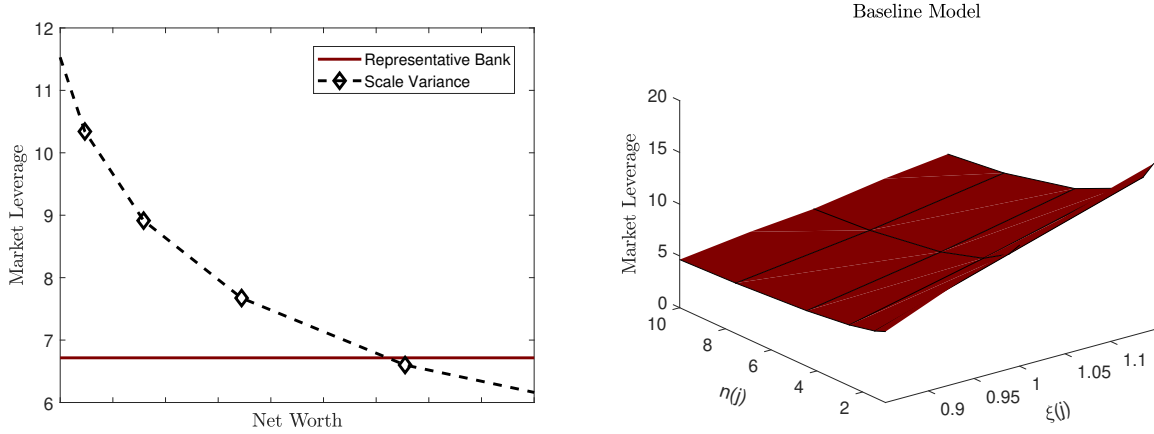 12
11
10
9
8
7
6
Market Leverage
Net Worth
Representative Bank
Scale Variance
Baseline Model
20
15
10
5
0
Market Leverage
10
8
6
4
2
n(j)
0.9
0.95
1
1.05
1.1
ξ(j)